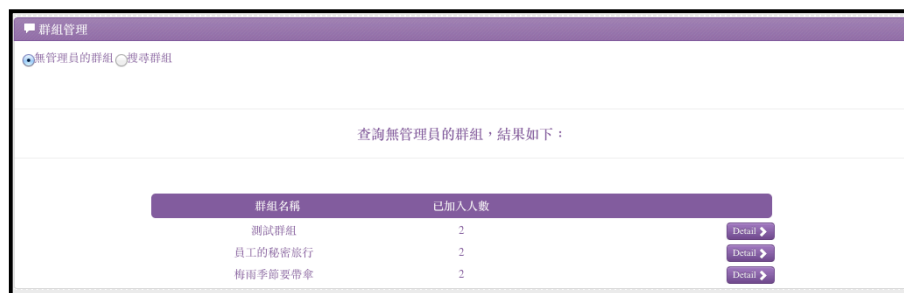 群組管理
無管理員的群組 搜尋群組
查詢無管理員的群組，結果如下：
群組名稱 已加入人數
測試群組 2 Detail
員工的秘密旅行 2 Detail
梅雨季節要帶傘 2 Detail